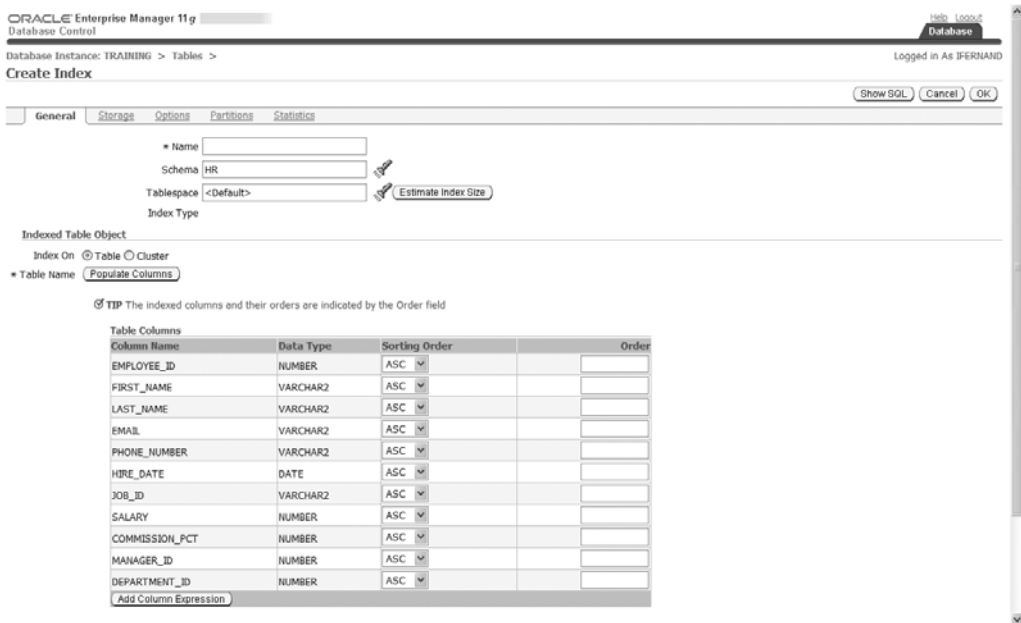 ORACLE Enterprise Manager 11g
Database Control
Help Logout
Database
Database Instance: TRAINING > Tables >
Logged in As IFERNAND
Create Index
Show SQL Cancel OK
General Storage Options Partitions Statistics
* Name
Schema HR
Tablespace <Default> Estimate Index Size
Index Type
Indexed Table Object
Index On Table Cluster
* Table Name Populate Columns
TIP The indexed columns and their orders are indicated by the Order field
Table Columns
Column Name Data Type Sorting Order Order
EMPLOYEE_ID NUMBER ASC
FIRST_NAME VARCHAR2 ASC
LAST_NAME VARCHAR2 ASC
EMAIL VARCHAR2 ASC
PHONE_NUMBER VARCHAR2 ASC
HIRE_DATE DATE ASC
JOB_ID VARCHAR2 ASC
SALARY NUMBER ASC
COMMISSION_PCT NUMBER ASC
MANAGER_ID NUMBER ASC
DEPARTMENT_ID NUMBER ASC
Add Column Expression